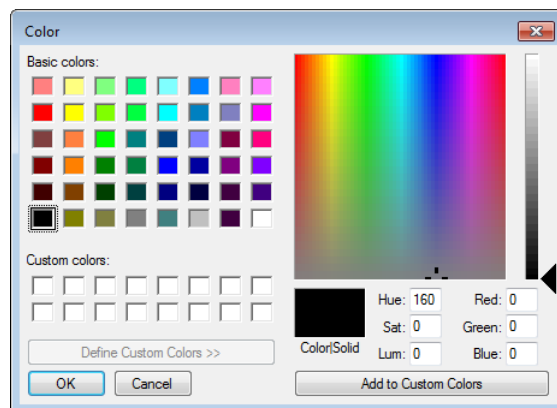 Color
Basic colors:
Custom colors:
Define Custom Colors >>
OK
Cancel
Color|Solid
Hue: 160
Sat: 0
Lum: 0
Red: 0
Green: 0
Blue: 0
Add to Custom Colors